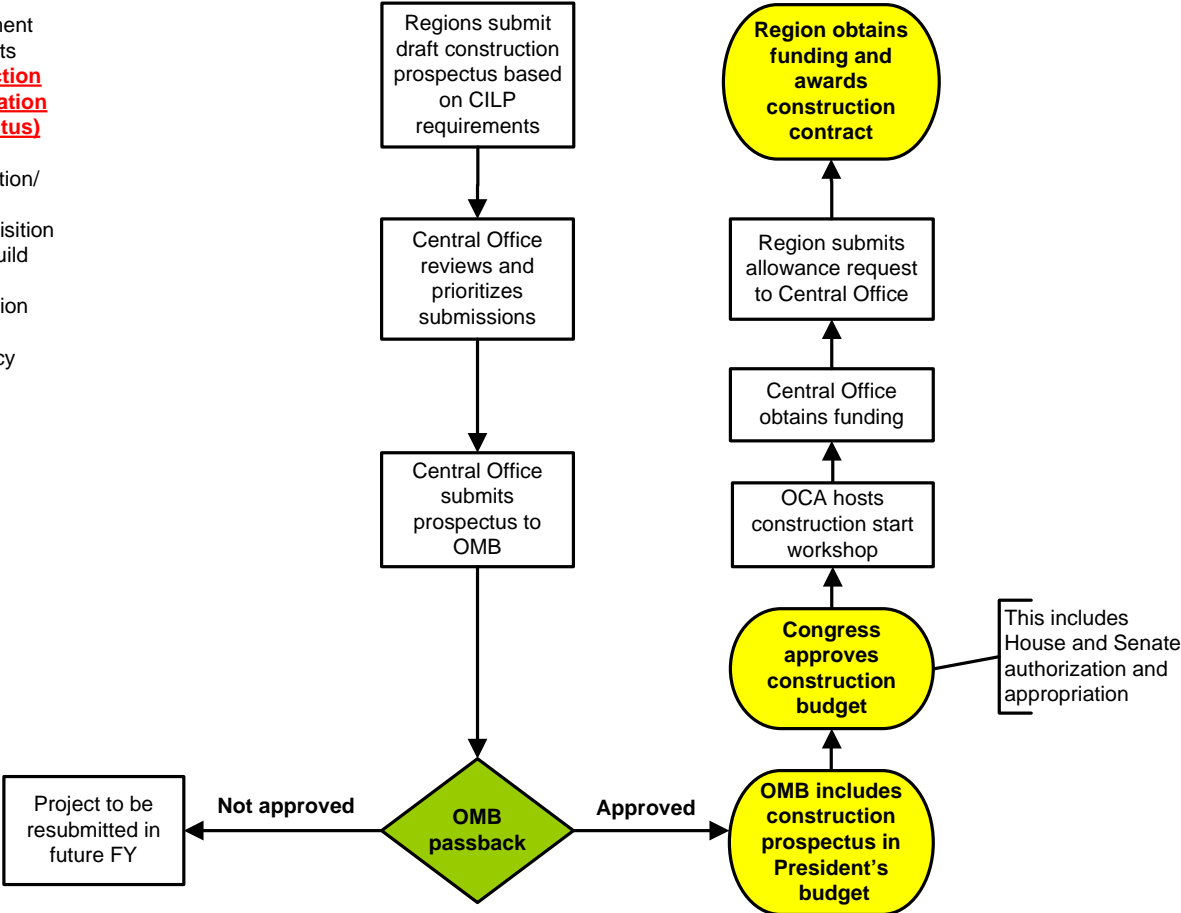 ment
ts
ction
ation
tus)
tion/
isition
uild
ion
cy
Regions submit
draft construction
prospectus based
on CILP
requirements
Central Office
reviews and
prioritizes
submissions
Central Office
submits
prospectus to
OMB
OMB
passback
Not approved
Project to be
resubmitted in
future FY
Approved
OMB includes
construction
prospectus in
President's
budget
Congress
approves
construction
budget
This includes
House and Senate
authorization and
appropriation
OCA hosts
construction start
workshop
Central Office
obtains funding
Region submits
allowance request
to Central Office
Region obtains
funding and
awards
construction
contract